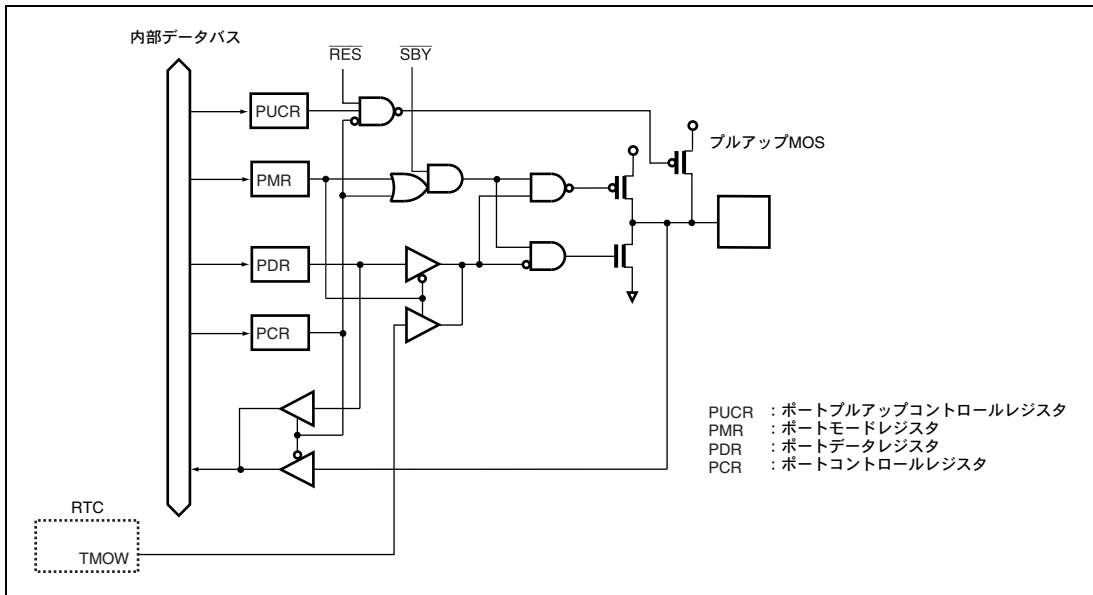 内部データバス
RES
SBY
PUCR
プルアップMOS
PMR
PDR
PCR
PUCR :ポートプルアップコントロールレジスタ
PMR :ポートモードレジスタ
PDR :ポートデータレジスタ
PCR :ポートコントロールレジスタ
RTC
TMOW